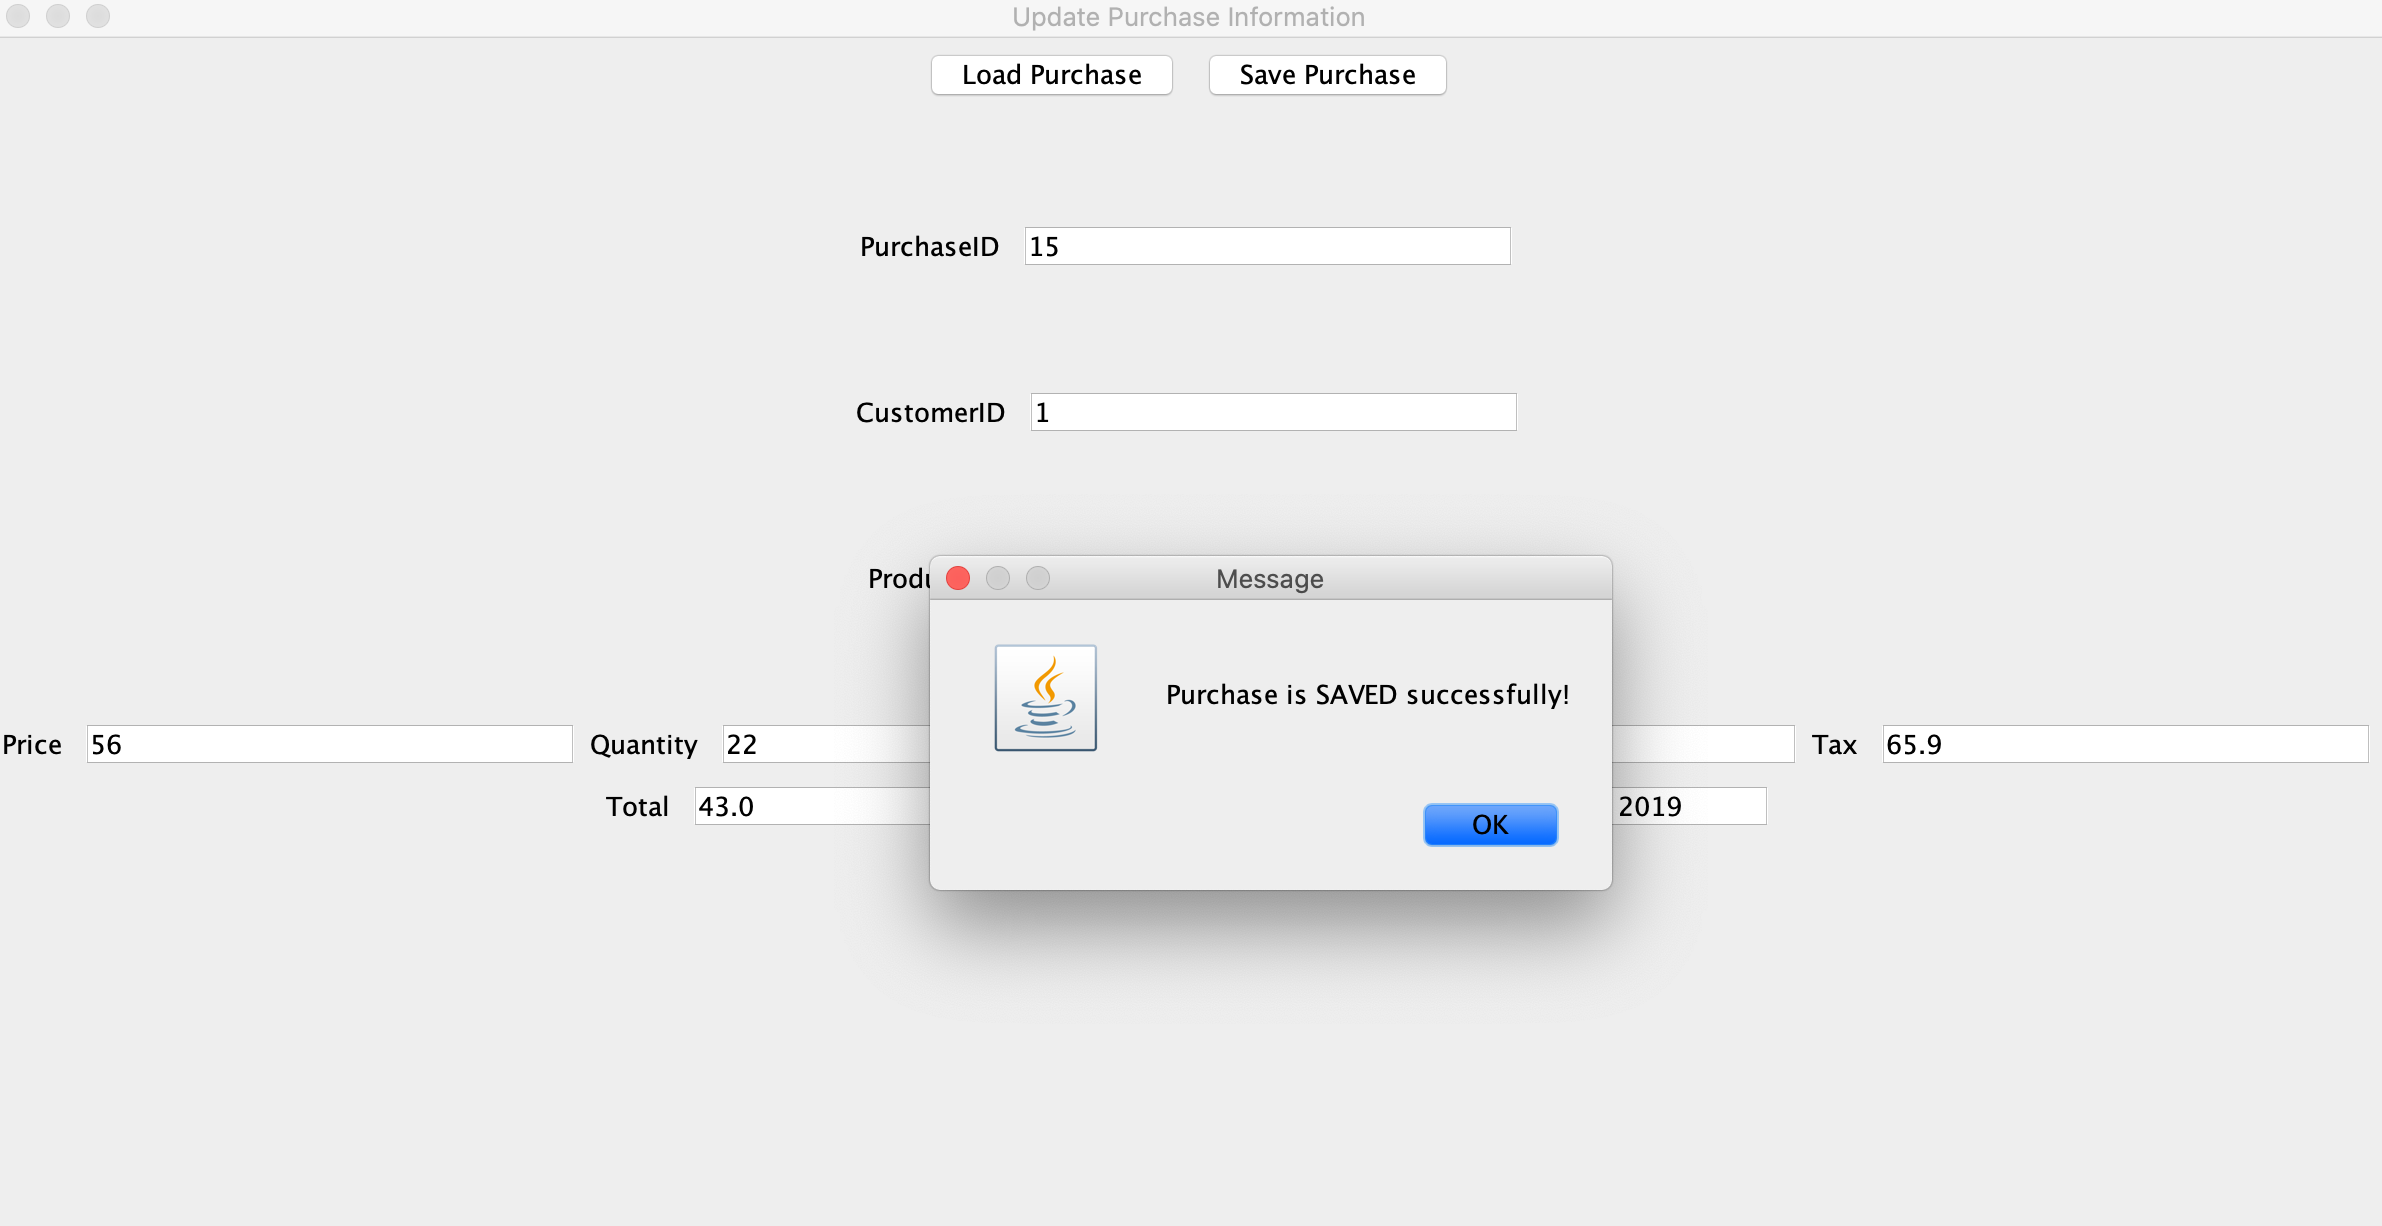 Update Purchase Information
Load Purchase Save Purchase
PurchaseID 15
CustomerID 1
Message
Purchase is SAVED successfully!
Price 56 Quantity 22 Tax 65.9
Total 43.0 2019
OK